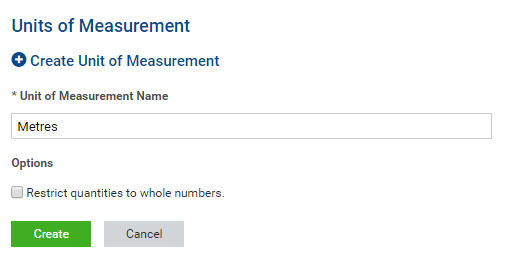 Units of Measurement
Create Unit of Measurement
* Unit of Measurement Name
Metres
Options
Restrict quantities to whole numbers.
Create Cancel